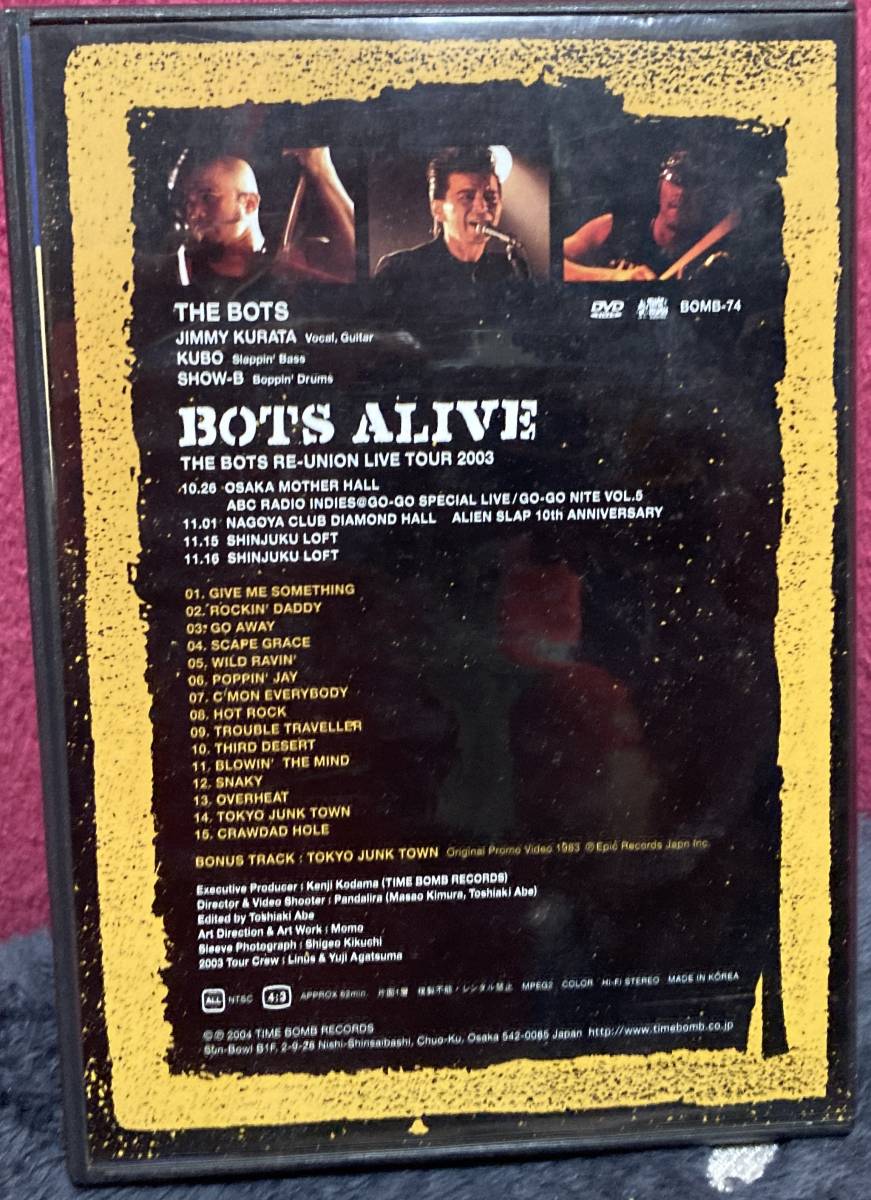 THE BOTS
DVD
BOMB-74
JIMMY KURATA Vocal, Guitar
KUBO Slappin' Bass
SHOW-B Boppin' Drums
BOTS ALIVE
THE BOTS RE-UNION LIVE TOUR 2003
10.26 OSAKA MOTHER HALL
ABC RADIO INDIES@GO-GO SPECIAL LIVE/GO-GO NITE VOL.5
11.01 NAGOYA CLUB DIAMOND HALL ALIEN SLAP 10th ANNIVERSARY
11.15 SHINJUKU LOFT
11.16 SHINJUKU LOFT
01. GIVE ME SOMETHING
02. ROCKIN' DADDY
03. GO AWAY
04. SCAPE GRACE
05. WILD RAVIN'
06. POPPIN' JAY
07. C'MON EVERYBODY
08. HOT ROCK
09. TROUBLE TRAVELLER
10. THIRD DESERT
11. BLOWIN' THE MIND
12. SNAKY
13. OVERHEAT
14. TOKYO JUNK TOWN
15. CRAWDAD HOLE
BONUS TRACK : TOKYO JUNK TOWN Original Promo Video 1983 ℗Epic Records Japn Inc.
Executive Producer : Kenji Kodama (TIME BOMB RECORDS)
Director & Video Shooter : Pandalira (Masao Kimura, Toshiaki Abe)
Edited by Toshiaki Abe
Art Direction & Art Work : Momo
Sleeve Photograph : Shigeo Kikuchi
2003 Tour Crew : Linus & Yuji Agatsuma
ALL NTSC 4:3 APPROX 62min. 片面1層 複製不能・レンタル禁止 MPEG2 COLOR HI-FI STEREO MADE IN KOREA
©℗ 2004 TIME BOMB RECORDS
Sun-Bowl B1F, 2-9-28 Nishi-Shinsaibashi, Chuo-Ku, Osaka 542-0085 Japan http://www.timebomb.co.jp